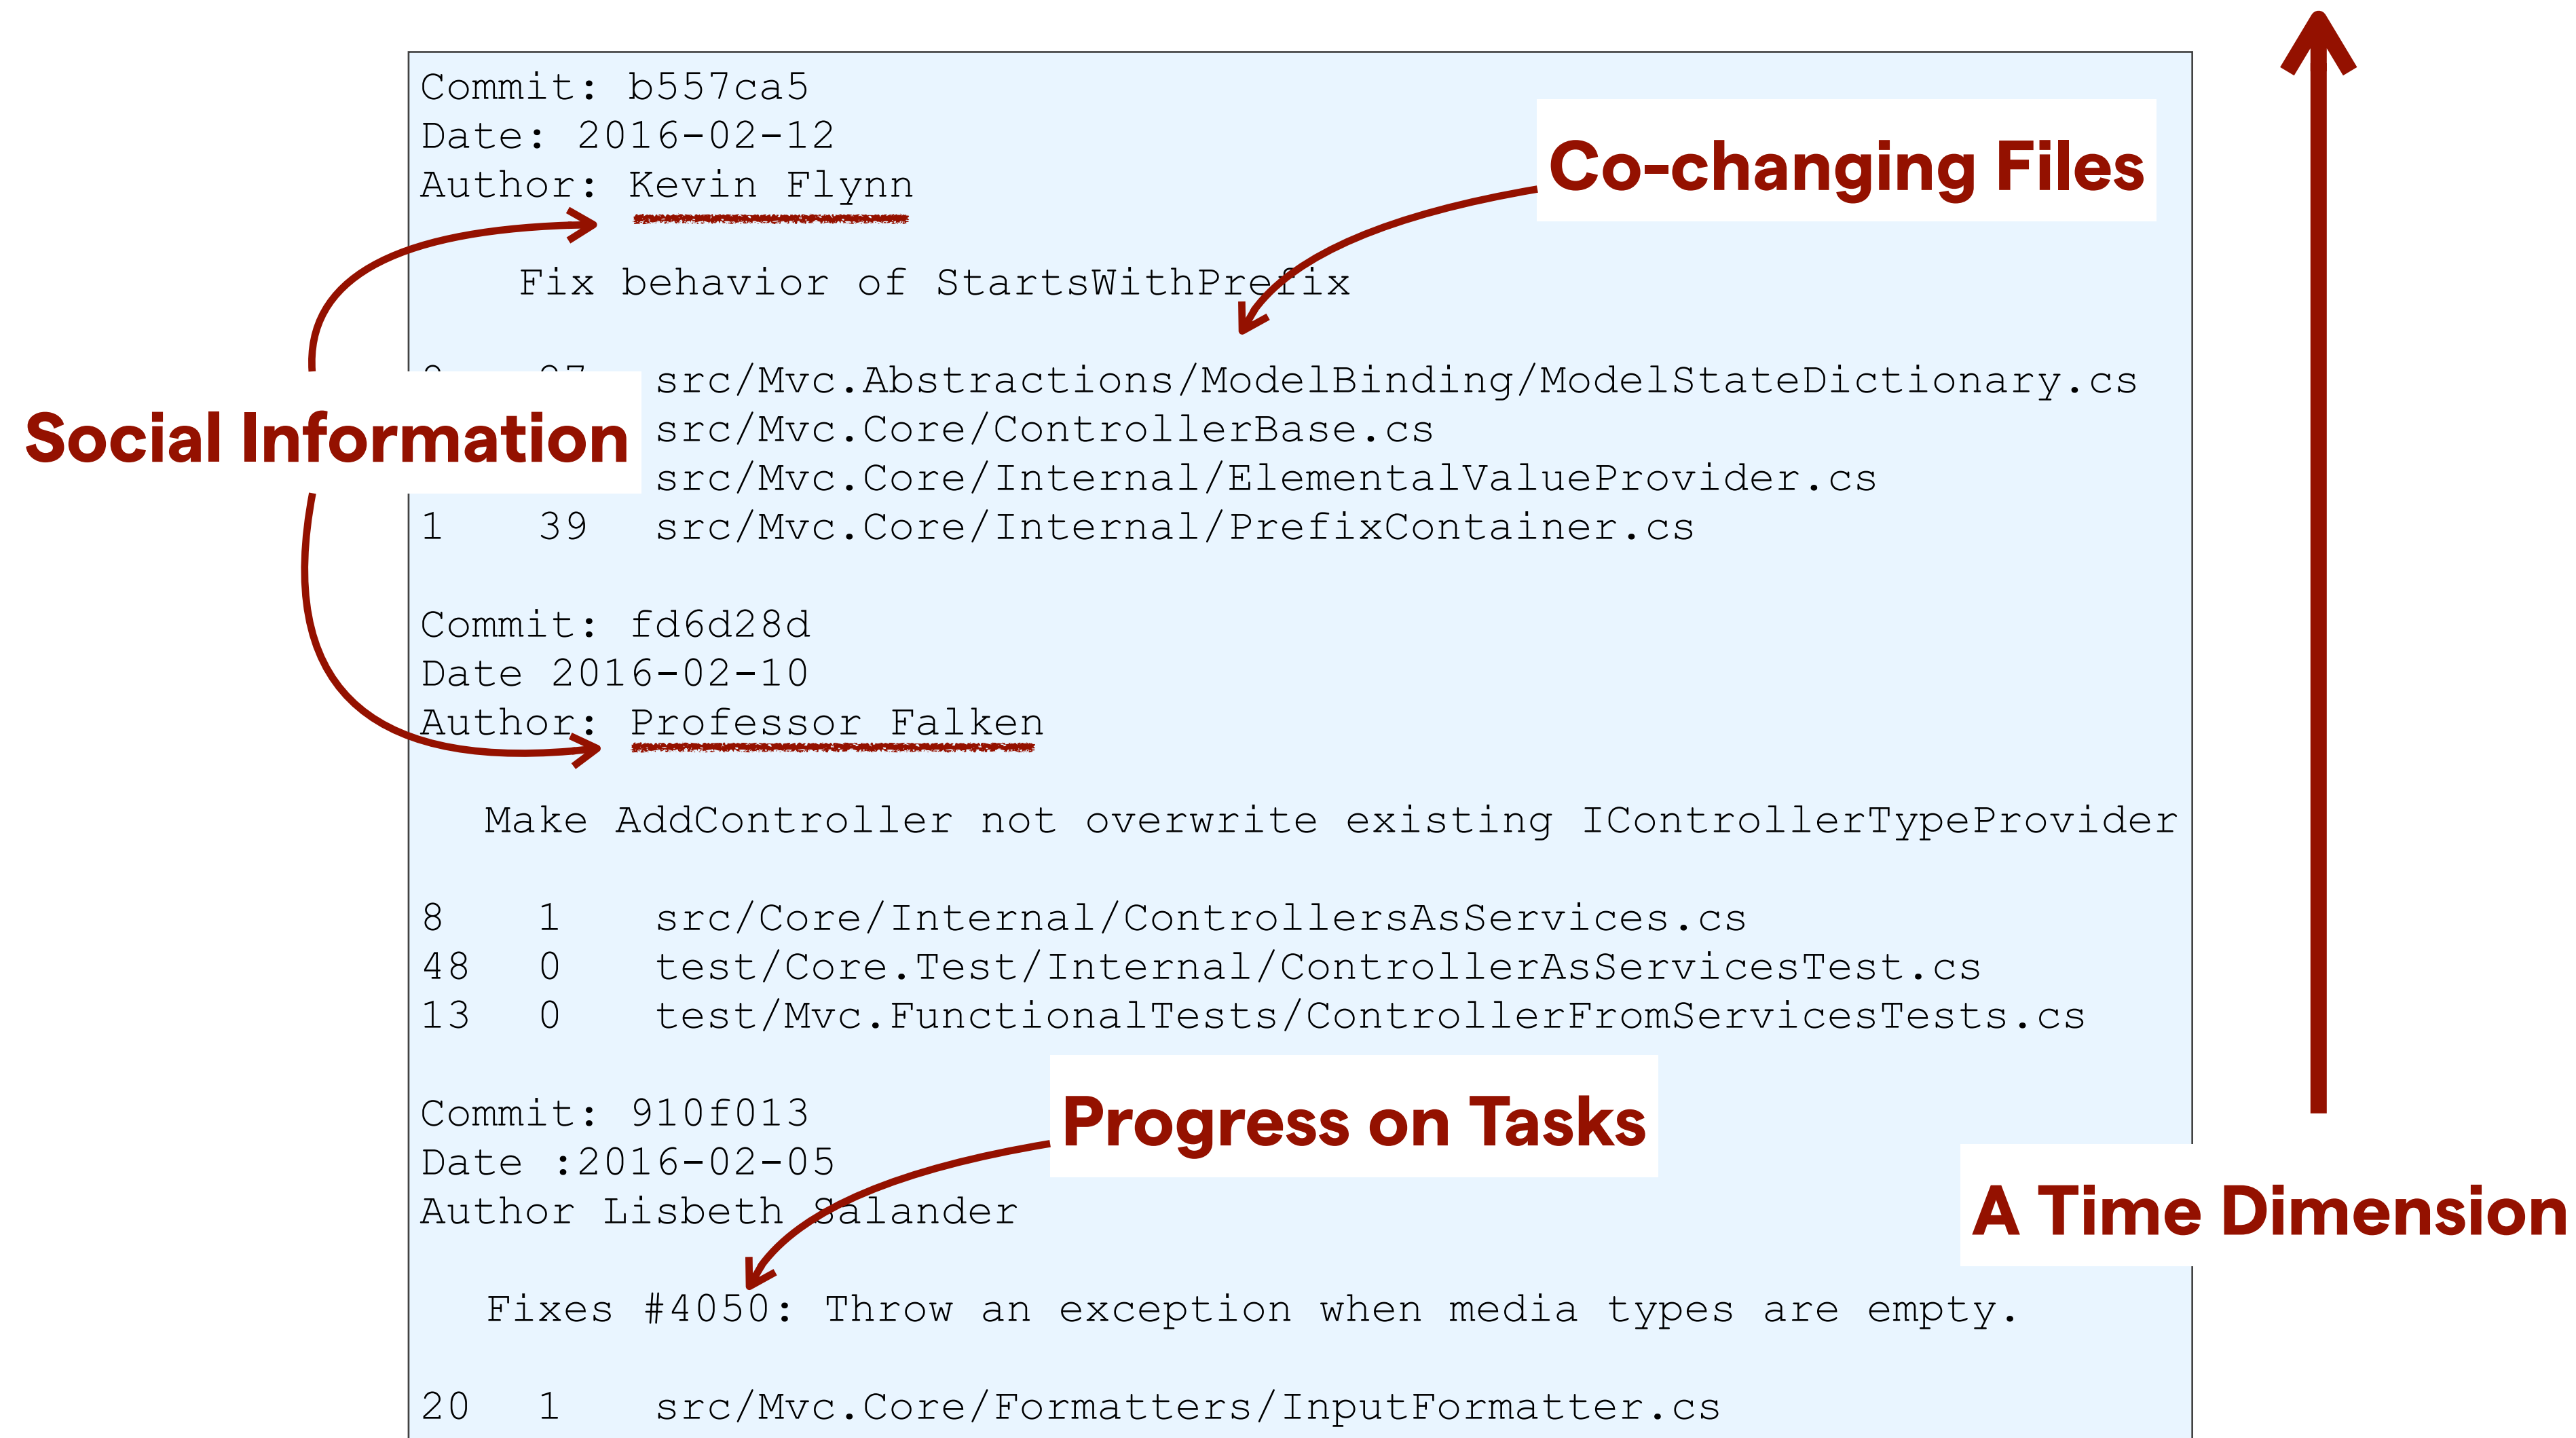 Commit: b557ca5
Date: 2016-02-12
Author: Kevin Flynn
Co-changing Files
Fix behavior of StartsWithPrefix
src/Mvc.Abstractions/ModelBinding/ModelStateDictionary.cs
Social Information
src/Mvc.Core/ControllerBase.cs
src/Mvc.Core/Internal/ElementalValueProvider.cs
1 39 src/Mvc.Core/Internal/PrefixContainer.cs
Commit: fd6d28d
Date 2016-02-10
Author: Professor Falken
Make AddController not overwrite existing IControllerTypeProvider
8 1 src/Core/Internal/ControllersAsServices.cs
48 0 test/Core.Test/Internal/ControllerAsServicesTest.cs
13 0 test/Mvc.FunctionalTests/ControllerFromServicesTests.cs
Commit: 910f013
Progress on Tasks
Date :2016-02-05
Author Lisbeth Salander
A Time Dimension
Fixes #4050: Throw an exception when media types are empty.
20 1 src/Mvc.Core/Formatters/InputFormatter.cs